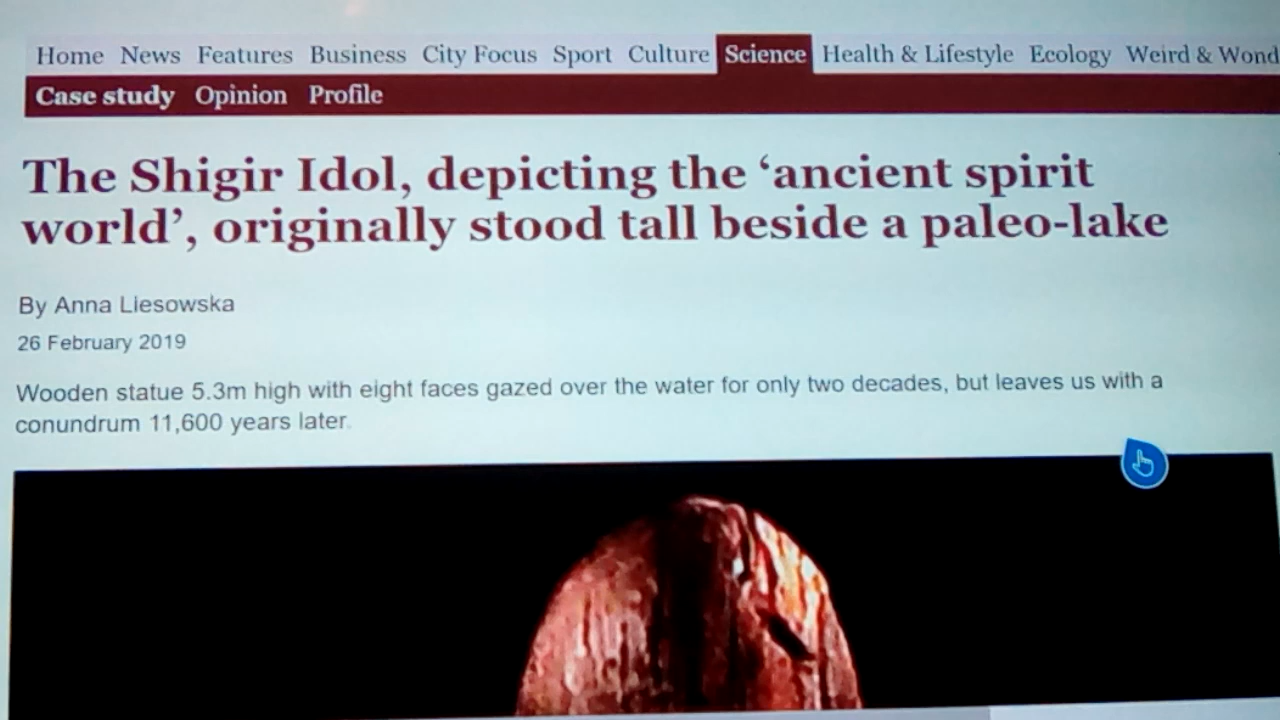 Home News Features Business City Focus Sport Culture Science Health & Lifestyle Ecology Weird & Wond
Case study Opinion Profile
The Shigir Idol, depicting the ‘ancient spirit
world’, originally stood tall beside a paleo-lake
By Anna Liesowska
26 February 2019
Wooden statue 5.3m high with eight faces gazed over the water for only two decades, but leaves us with a
conundrum 11,600 years later.